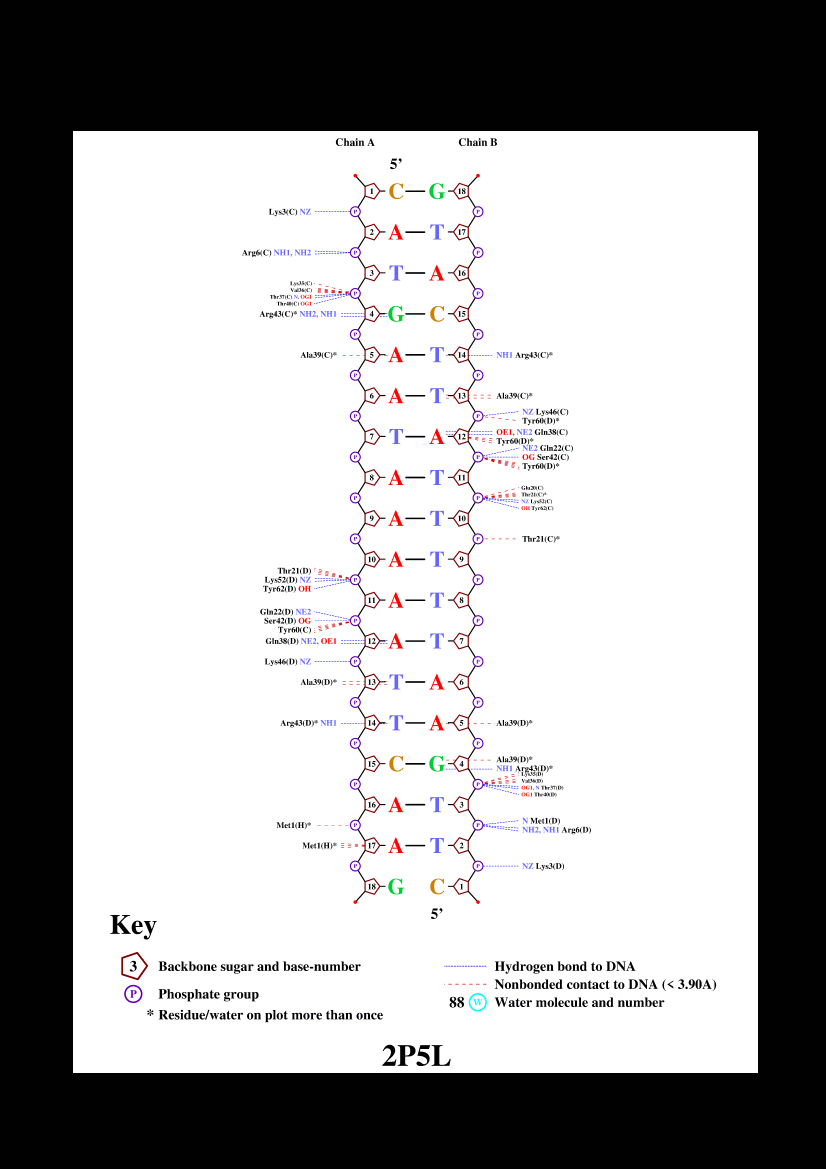 Chain A Chain B
5’
1 C G 18
P P
Lys3(C) NZ
2 A T 17
P P
Arg6(C) NH1, NH2
3 T A 16
Lys35(C)
Val36(C)
P P
Thr37(C) N, OG1
Thr40(C) OG1
Arg43(C)* NH2, NH1 4 G C 15
P P
Ala39(C)* 5 A T 14 NH1 Arg43(C)*
P P
6 A T 13 Ala39(C)*
P P NZ Lys46(C)
Tyr60(D)*
7 T A 12 OE1, NE2 Gln38(C)
Tyr60(D)*
NE2 Gln22(C)
P P OG Ser42(C)
Tyr60(D)*
8 A T 11
Glu20(C)
Thr21(C)*
P P NZ Lys52(C)
OH Tyr62(C)
9 A T 10
P P Thr21(C)*
10 A T 9
Thr21(D)
Lys52(D) NZ P P
Tyr62(D) OH
11 A T 8
Gln22(D) NE2
Ser42(D) OG P P
Tyr60(C)
Gln38(D) NE2, OE1 12 A T 7
Lys46(D) NZ P P
Ala39(D)* 13 T A 6
P P
Arg43(D)* NH1 14 T A 5 Ala39(D)*
P P
Ala39(D)*
15 C G 4 NH1 Arg43(D)*
Lys35(D)
Val36(D)
P P OG1, N Thr37(D)
OG1 Thr40(D)
16 A T 3
N Met1(D)
Met1(H)* P P
NH2, NH1 Arg6(D)
Met1(H)* 17 A T 2
P P NZ Lys3(D)
18 G C 1
5’
Key
3 Backbone sugar and base-number
Hydrogen bond to DNA
Nonbonded contact to DNA (< 3.90A)
P Phosphate group
88 W Water molecule and number
* Residue/water on plot more than once
2P5L